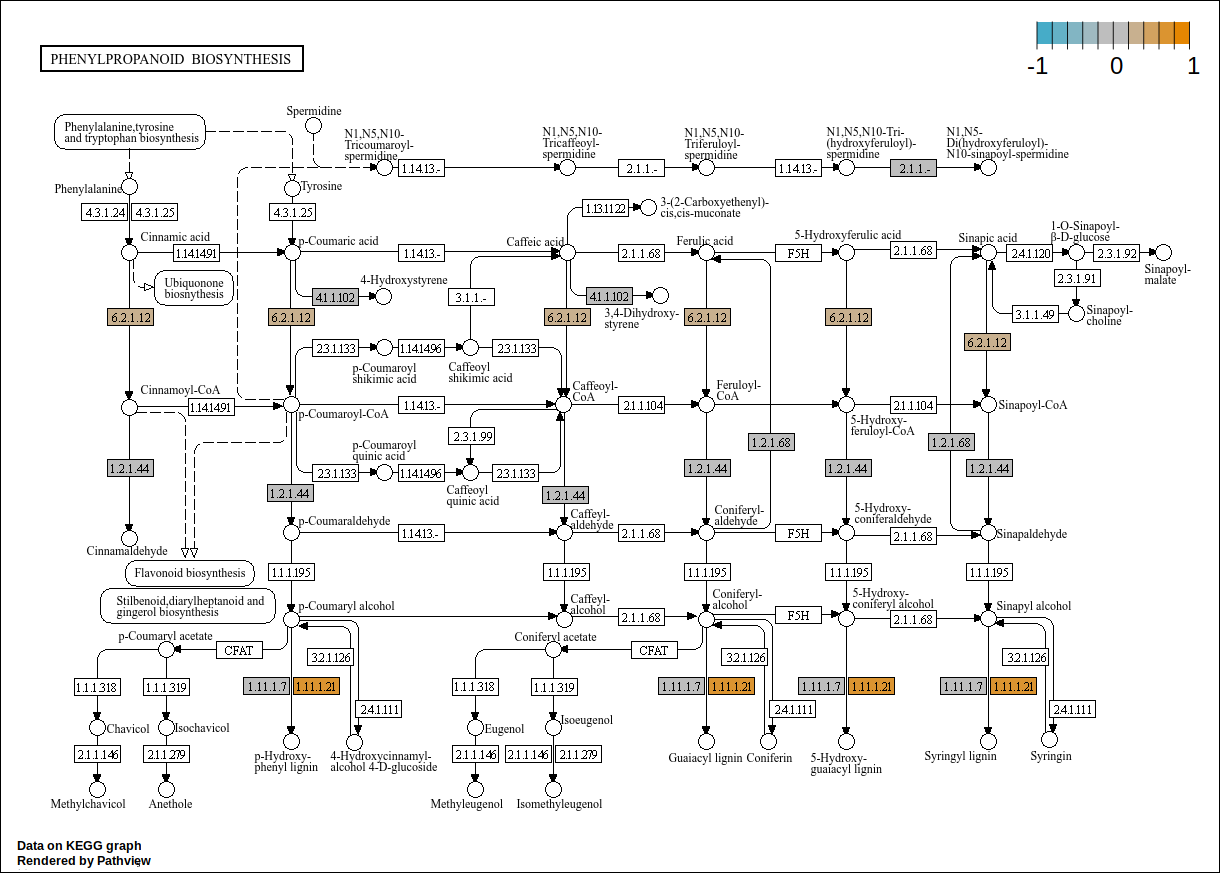 PHENYLPROPANOID BIOSYNTHESIS
-1 0 1
Phenylalanine,tyrosine
and tryptophan biosynthesis
Spermidine
N1,N5,N10-
Tricoumaroyl-
spermidine
1.14.13.-
N1,N5,N10-
Tricaffeoyl-
spermidine
2.1.1.-
N1,N5,N10-
Triferuloyl-
spermidine
1.14.13.-
N1,N5,N10-Tri-
(hydroxyferuloyl)-
spermidine
2.1.1.-
N1,N5-
Di(hydroxyferuloyl)-
N10-sinapoyl-spermidine
Phenylalanine
Tyrosine
4.3.1.24 4.3.1.25
4.3.1.25
1.13.11.22
3-(2-Carboxyethenyl)-
cis,cis-muconate
Cinnamic acid
1.14.14.91
p-Coumaric acid
1.14.13.-
Caffeic acid
2.1.1.68
Ferulic acid
F5H
5-Hydroxyferulic acid
2.1.1.68
Sinapic acid
2.4.1.120
1-O-Sinapoyl-
β-D-glucose
2.3.1.92
Sinapoyl-
malate
2.3.1.91
Ubiquonone
biosnythesis
4-Hydroxystyrene
4.1.1.102
3.1.1.-
4.1.1.102
3,4-Dihydroxy-
styrene
3.1.1.49
Sinapoyl-
choline
6.2.1.12
6.2.1.12
6.2.1.12
6.2.1.12
6.2.1.12
6.2.1.12
2.3.1.133
1.14.14.96
2.3.1.133
p-Coumaroyl
shikimic acid
Caffeoyl
shikimic acid
Cinnamoyl-CoA
1.14.14.91
p-Coumaroyl-CoA
1.14.13.-
Caffeoyl-
CoA
2.1.1.104
Feruloyl-
CoA
5-Hydroxy-
feruloyl-CoA
2.1.1.104
Sinapoyl-CoA
2.3.1.99
p-Coumaroyl
quinic acid
1.2.1.68
1.2.1.68
1.2.1.44
2.3.1.133
1.14.14.96
2.3.1.133
1.2.1.44
1.2.1.44
1.2.1.44
Caffeoyl
quinic acid
1.2.1.44
1.2.1.44
p-Coumaraldehyde
1.14.13.-
Caffeyl-
aldehyde
2.1.1.68
Coniferyl-
aldehyde
F5H
5-Hydroxy-
coniferaldehyde
2.1.1.68
Sinapaldehyde
Cinnamaldehyde
Flavonoid biosynthesis
1.1.1.195
1.1.1.195
1.1.1.195
1.1.1.195
1.1.1.195
Stilbenoid,diarylheptanoid and
gingerol biosynthesis
p-Coumaryl alcohol
Caffeyl-
alcohol
2.1.1.68
Coniferyl-
alcohol
F5H
5-Hydroxy-
coniferyl alcohol
2.1.1.68
Sinapyl alcohol
p-Coumaryl acetate
CFAT
Coniferyl acetate
CFAT
3.2.1.126
3.2.1.126
3.2.1.126
1.1.1.318
1.1.1.319
1.11.1.7 1.11.1.21
1.1.1.318
1.1.1.319
1.11.1.7 1.11.1.21
1.11.1.7 1.11.1.21
1.11.1.7 1.11.1.21
2.4.1.111
2.4.1.111
2.4.1.111
Chavicol
Isochavicol
Eugenol
Isoeugenol
2.1.1.146
2.1.1.279
p-Hydroxy-
phenyl lignin
4-Hydroxycinnamyl-
alcohol 4-D-glucoside
2.1.1.146
2.1.1.146 2.1.1.279
Guaiacyl lignin
Coniferin
5-Hydroxy-
guaiacyl lignin
Syringyl lignin
Syringin
Methylchavicol
Anethole
Methyleugenol
Isomethyleugenol
Data on KEGG graph
Rendered by Pathview